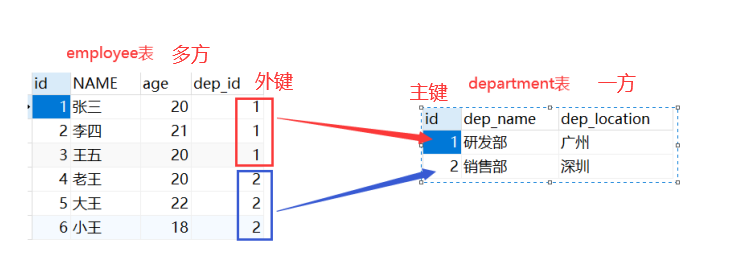 employee表 多方
id NAME age dep_id 外键
1 张三 20 1
2 李四 21 1
3 王五 20 1
4 老王 20 2
5 大王 22 2
6 小王 18 2
department表 一方
主键
id dep_name dep_location
1 研发部 广州
2 销售部 深圳